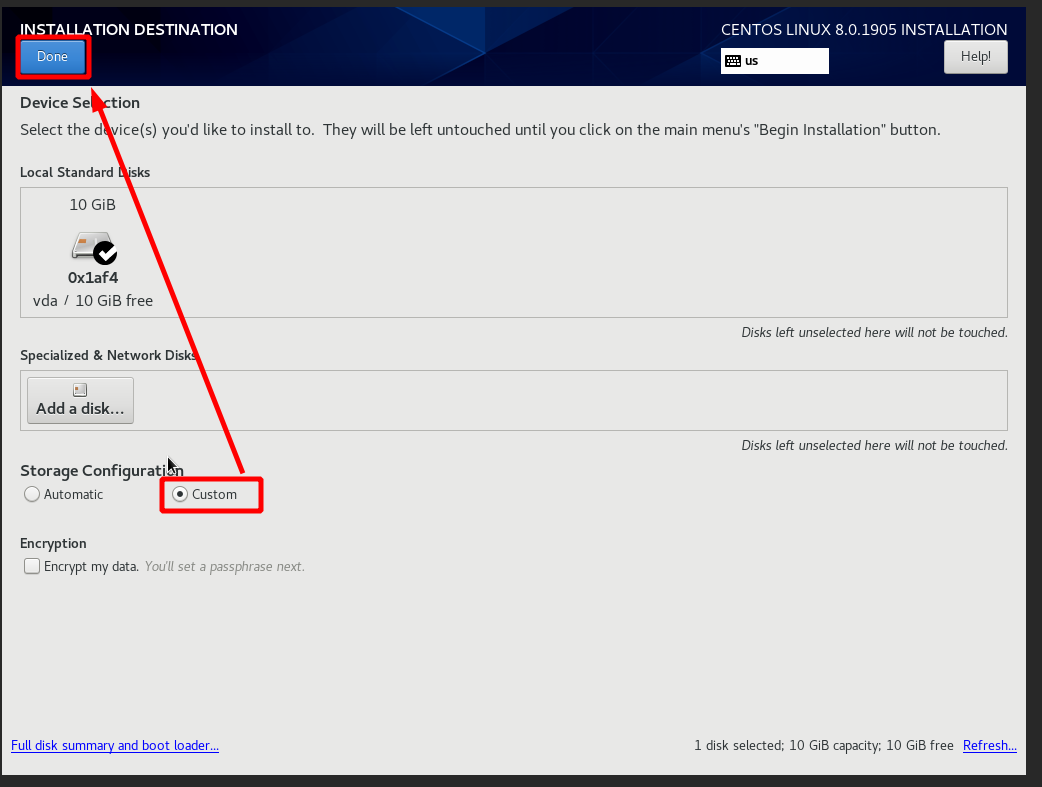 INSTALLATION DESTINATION
CENTOS LINUX 8.0.1905 INSTALLATION
Done
us
Help!
Device Selection
Select the device(s) you'd like to install to.  They will be left untouched until you click on the main menu's "Begin Installation" button.
Local Standard Disks
10 GiB
0x1af4
vda / 10 GiB free
Disks left unselected here will not be touched.
Specialized & Network Disks
Add a disk...
Disks left unselected here will not be touched.
Storage Configuration
Automatic
Custom
Encryption
Encrypt my data. You'll set a passphrase next.
Full disk summary and boot loader...
1 disk selected; 10 GiB capacity; 10 GiB free Refresh...